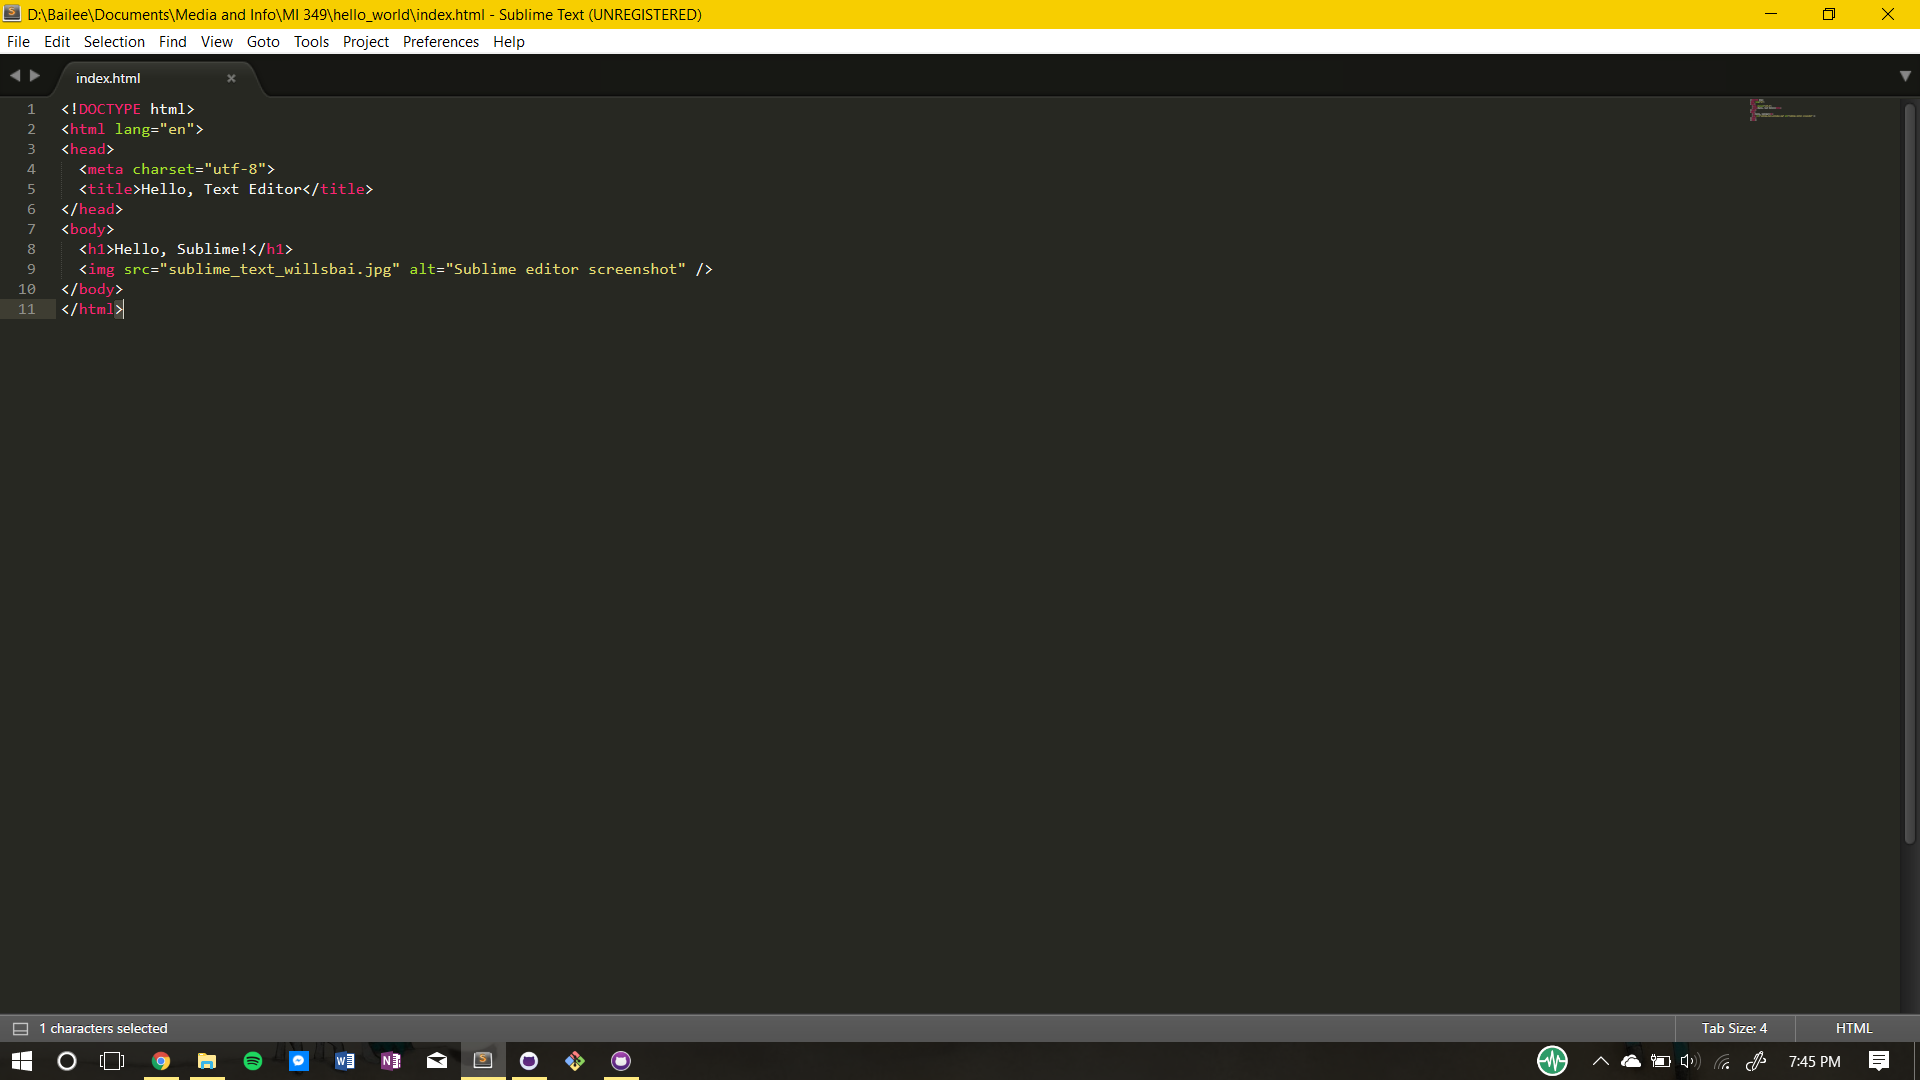 D:\Bailee\Documents\Media and Info\MI 349\hello_world\index.html - Sublime Text (UNREGISTERED)
File Edit Selection Find View Goto Tools Project Preferences Help
index.html
1 <!DOCTYPE html>
2 <html lang="en">
3 <head>
4   <meta charset="utf-8">
5   <title>Hello, Text Editor</title>
6 </head>
7 <body>
8   <h1>Hello, Sublime!</h1>
9   <img src="sublime_text_willsbai.jpg" alt="Sublime editor screenshot" />
10 </body>
11 </html>
1 characters selected Tab Size: 4 HTML
7:45 PM